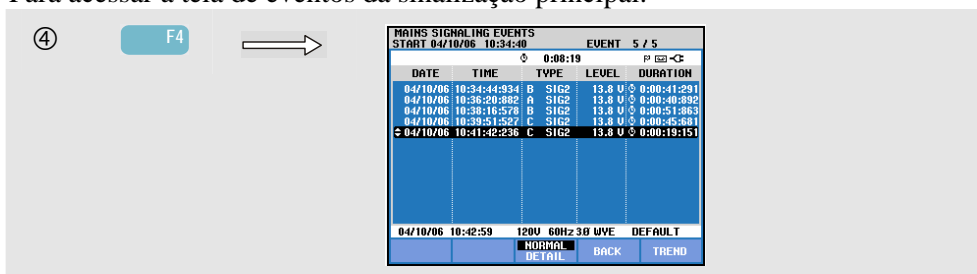 Para acessar a tela de eventos da sinalização principal:
④ F4
MAINS SIGNALING EVENTS
START 04/10/06 10:34:40 EVENT 5 / 5
0:08:19
DATE TIME TYPE LEVEL DURATION
04/10/06 10:34:44:934 B SIG2 13.8 V 0:00:41:291
04/10/06 10:36:20:882 A SIG2 13.8 V 0:00:40:892
04/10/06 10:38:16:578 B SIG2 13.8 V 0:00:51:863
04/10/06 10:39:51:527 C SIG2 13.8 V 0:00:45:681
04/10/06 10:41:42:236 C SIG2 13.8 V 0:00:19:151
04/10/06 10:42:59 120V 60Hz 3.Ø WYE DEFAULT
NORMAL
DETAIL BACK TREND